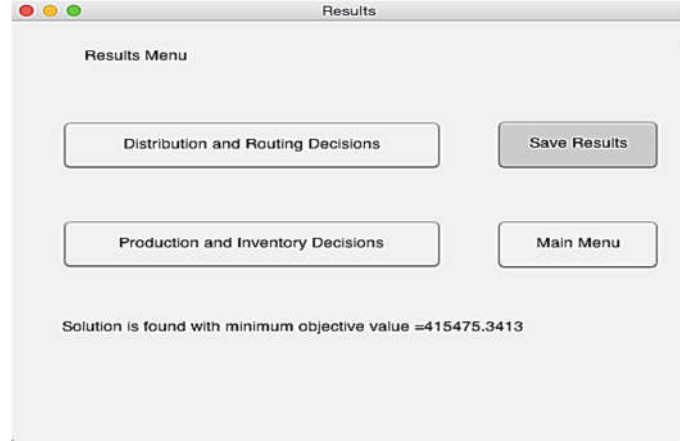 Results
Results Menu
Distribution and Routing Decisions
Save Results
Production and Inventory Decisions
Main Menu
Solution is found with minimum objective value =415475.3413